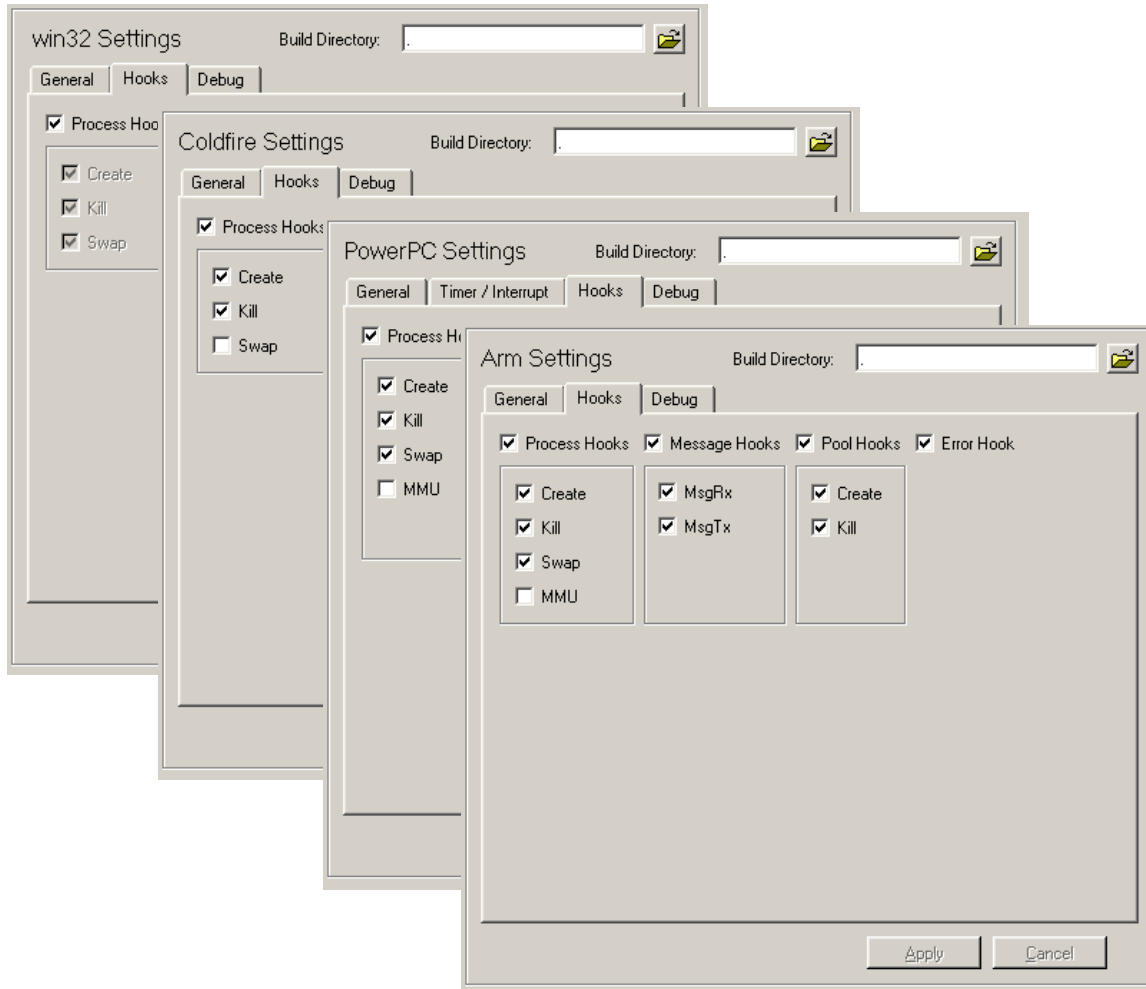 win32 Settings Build Directory: .
General Hooks Debug
Process Hoo
Create
Kill
Swap
Coldfire Settings Build Directory: .
General Hooks Debug
Process Hooks
Create
Kill
Swap
PowerPC Settings Build Directory: .
General Timer / Interrupt Hooks Debug
Process H
Create
Kill
Swap
MMU
Arm Settings Build Directory: .
General Hooks Debug
Process Hooks Message Hooks Pool Hooks Error Hook
Create MsgRx Create
Kill MsgTx Kill
Swap
MMU
Apply Cancel